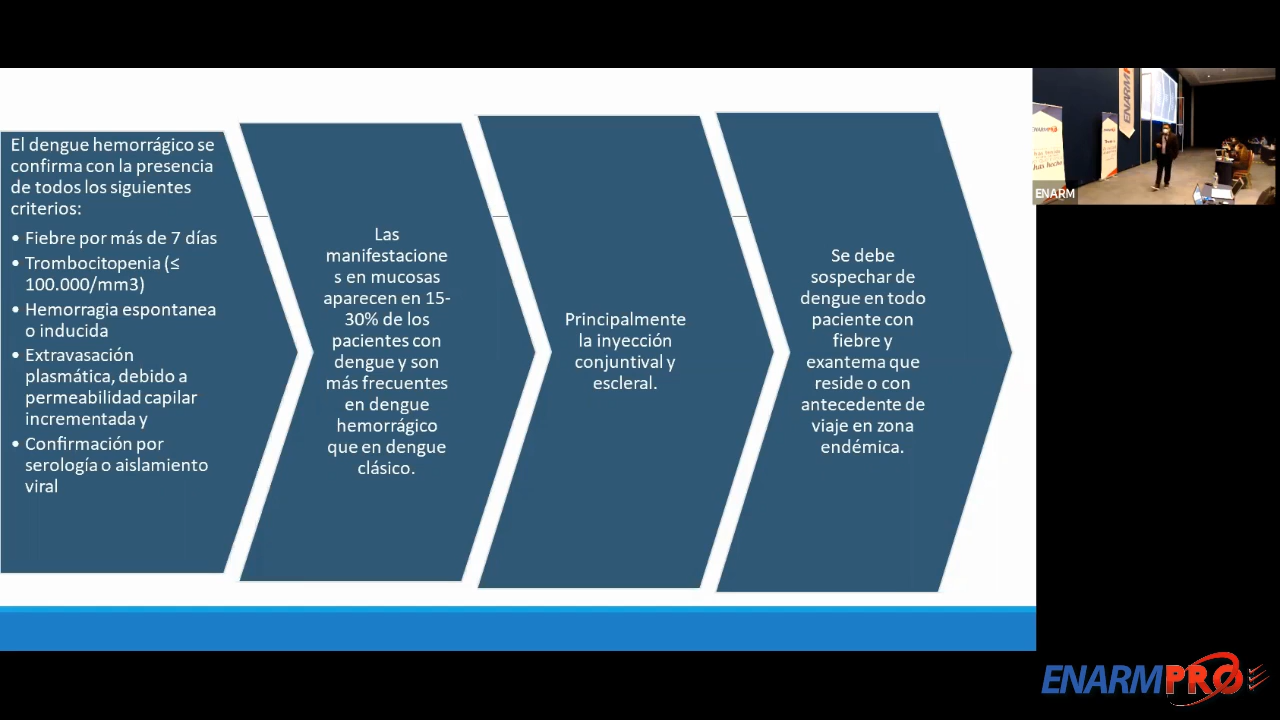 El dengue hemorrágico se
confirma con la presencia
de todos los siguientes
criterios:
• Fiebre por más de 7 días
• Trombocitopenia (≤
100.000/mm3)
• Hemorragia espontanea
o inducida
• Extravasación
plasmática, debido a
permeabilidad capilar
incrementada y
• Confirmación por
serología o aislamiento
viral
Las
manifestacione
s en mucosas
aparecen en 15-
30% de los
pacientes con
dengue y son
más frecuentes
en dengue
hemorrágico
que en dengue
clásico.
Principalmente
la inyección
conjuntival y
escleral.
Se debe
sospechar de
dengue en todo
paciente con
fiebre y
exantema que
reside o con
antecedente de
viaje en zona
endémica.
ENARM
ENARMPRO